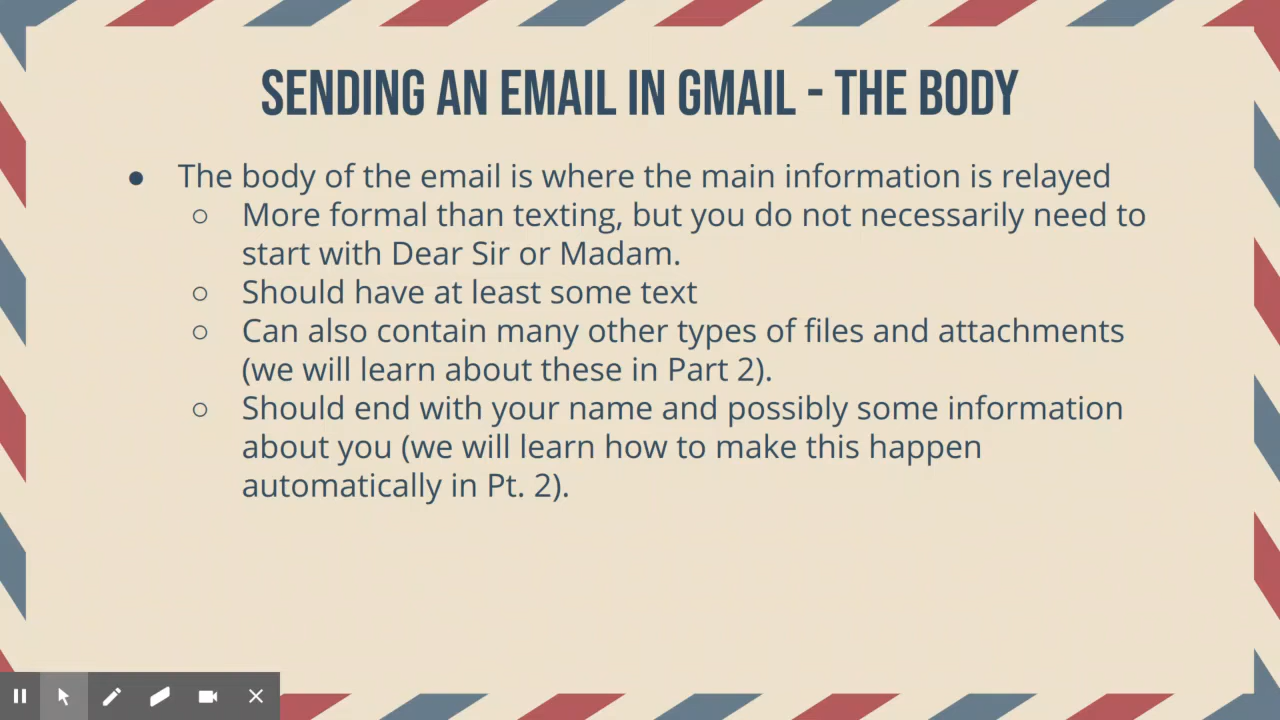 SENDING AN EMAIL IN GMAIL - THE BODY
● The body of the email is where the main information is relayed
○ More formal than texting, but you do not necessarily need to
start with Dear Sir or Madam.
○ Should have at least some text
○ Can also contain many other types of files and attachments
(we will learn about these in Part 2).
○ Should end with your name and possibly some information
about you (we will learn how to make this happen
automatically in Pt. 2).